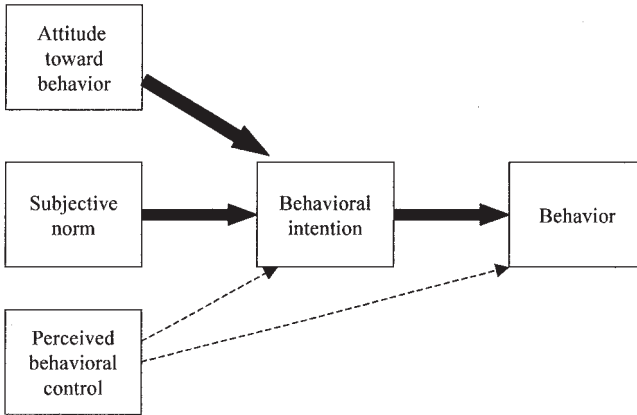 Attitude
toward
behavior
Subjective
norm
Behavioral
intention
Behavior
Perceived
behavioral
control